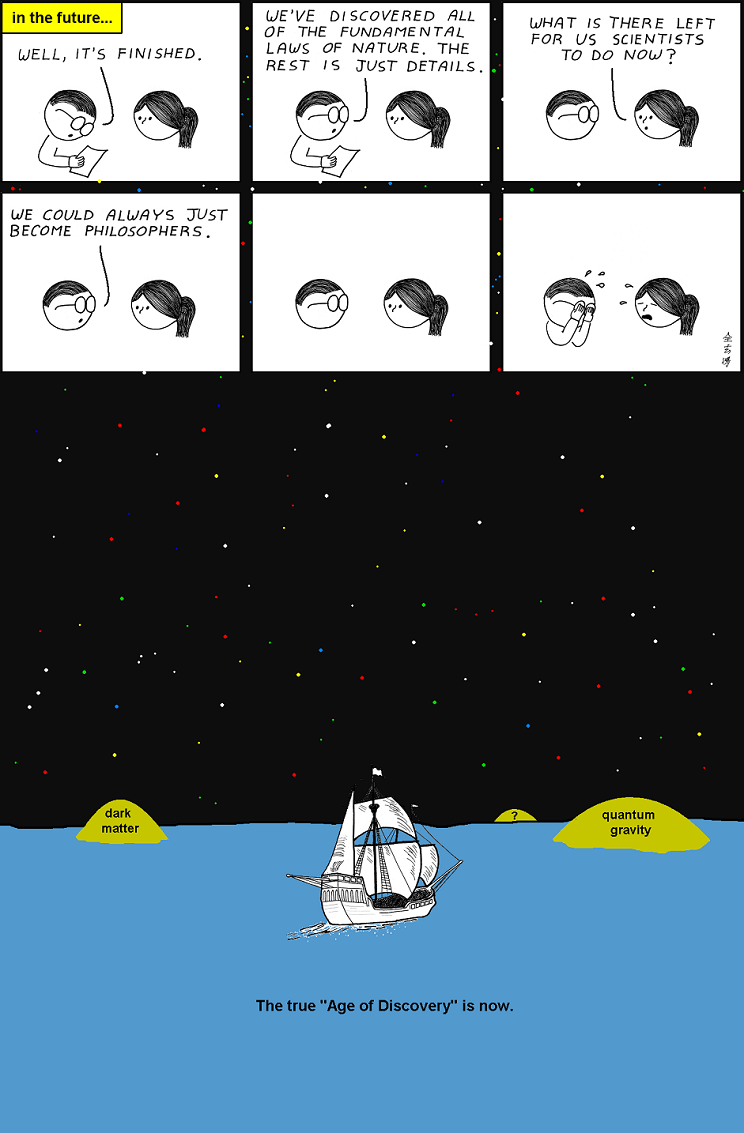 in the future...
WELL, IT'S FINISHED.
WE'VE DISCOVERED ALL
OF THE FUNDAMENTAL
LAWS OF NATURE. THE
REST IS JUST DETAILS.
WHAT IS THERE LEFT
FOR US SCIENTISTS
TO DO NOW?
WE COULD ALWAYS JUST
BECOME PHILOSOPHERS.
dark
matter
?
quantum
gravity
The true "Age of Discovery" is now.